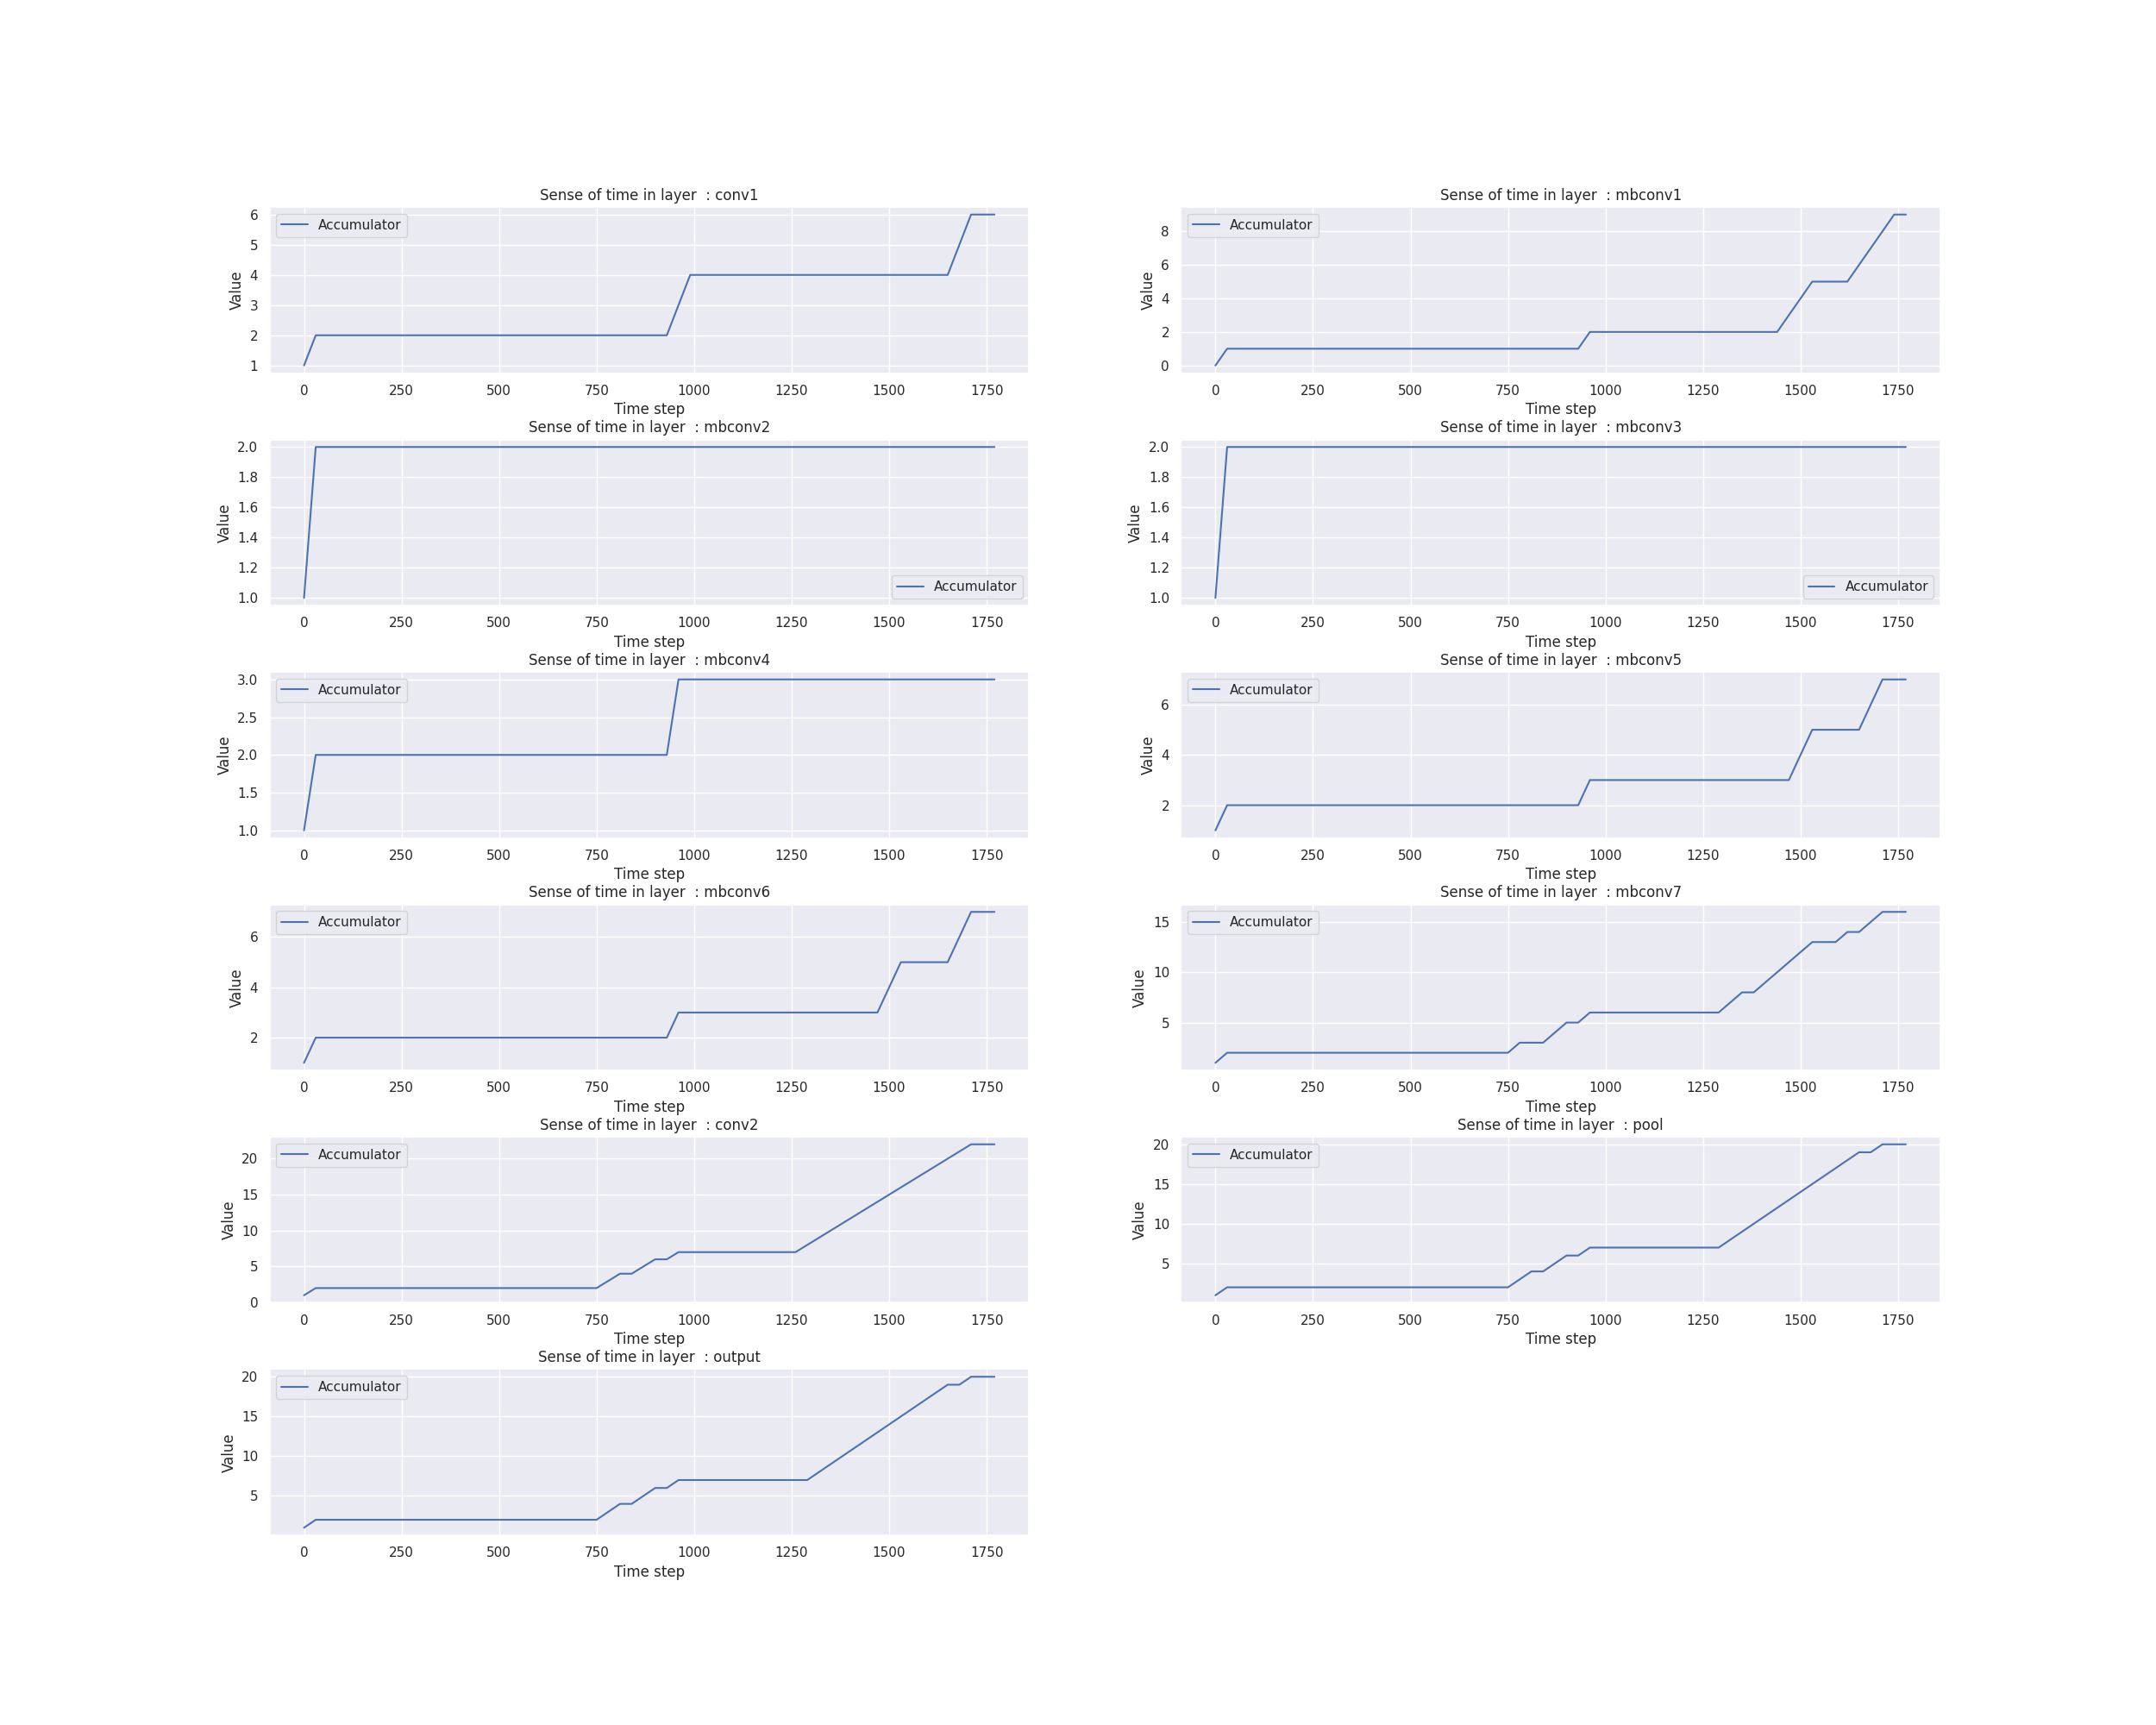 Sense of time in layer  : conv1
Accumulator
Value
6
5
4
3
2
1
0 250 500 750 1000 1250 1500 1750
Time step
Sense of time in layer  : mbconv1
Accumulator
Value
8
6
4
2
0
0 250 500 750 1000 1250 1500 1750
Time step
Sense of time in layer  : mbconv2
Value
2.0
1.8
1.6
1.4
1.2
1.0
Accumulator
0 250 500 750 1000 1250 1500 1750
Time step
Sense of time in layer  : mbconv3
Value
2.0
1.8
1.6
1.4
1.2
1.0
Accumulator
0 250 500 750 1000 1250 1500 1750
Time step
Sense of time in layer  : mbconv4
Accumulator
Value
3.0
2.5
2.0
1.5
1.0
0 250 500 750 1000 1250 1500 1750
Time step
Sense of time in layer  : mbconv5
Accumulator
Value
6
4
2
0 250 500 750 1000 1250 1500 1750
Time step
Sense of time in layer  : mbconv6
Accumulator
Value
6
4
2
0 250 500 750 1000 1250 1500 1750
Time step
Sense of time in layer  : mbconv7
Accumulator
Value
15
10
5
0 250 500 750 1000 1250 1500 1750
Time step
Sense of time in layer  : conv2
Accumulator
Value
20
15
10
5
0
0 250 500 750 1000 1250 1500 1750
Time step
Sense of time in layer  : pool
Accumulator
Value
20
15
10
5
0 250 500 750 1000 1250 1500 1750
Time step
Sense of time in layer  : output
Accumulator
Value
20
15
10
5
0 250 500 750 1000 1250 1500 1750
Time step